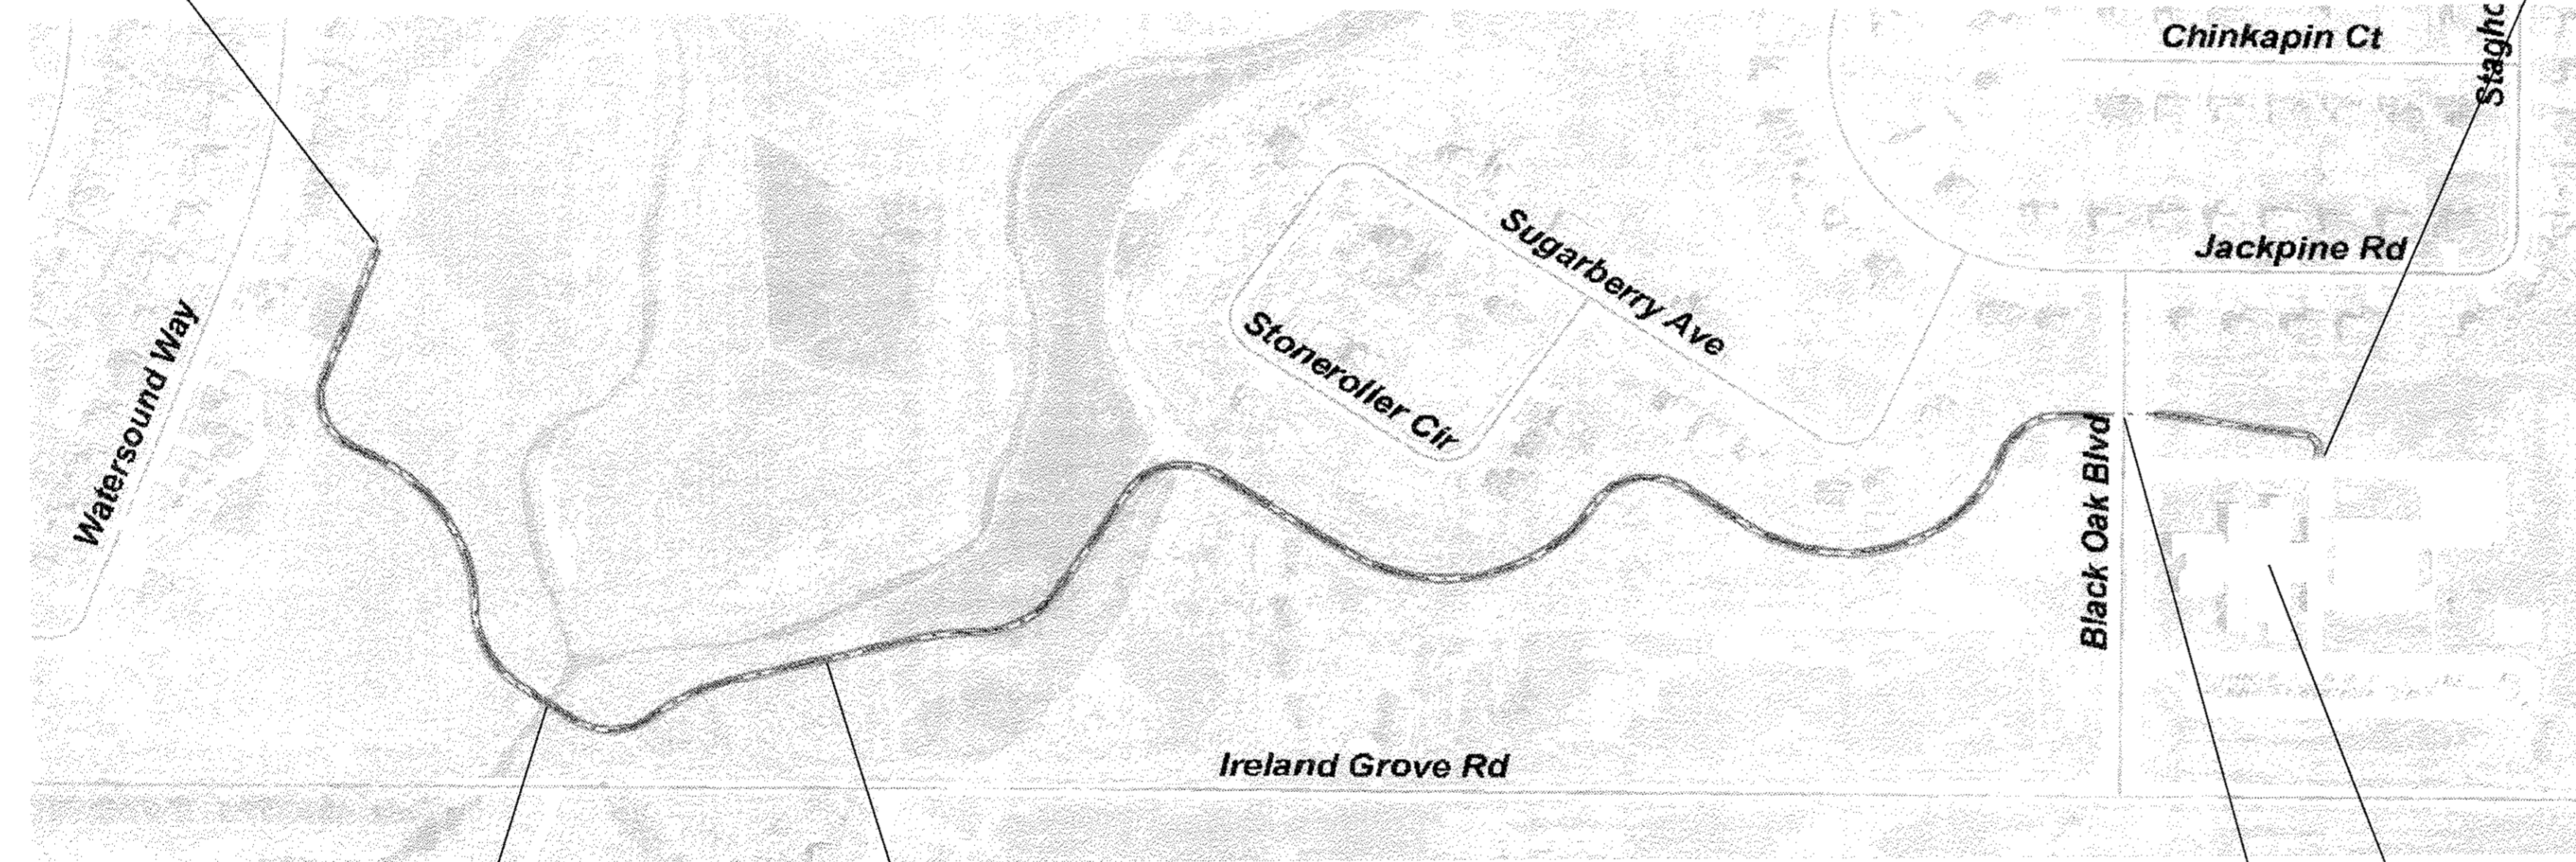 Chinkapin Ct
Sugarberry Ave
Jackpine Rd
Watersound Way
Stoneroller Cir
Black Oak Blvd
Ireland Grove Rd